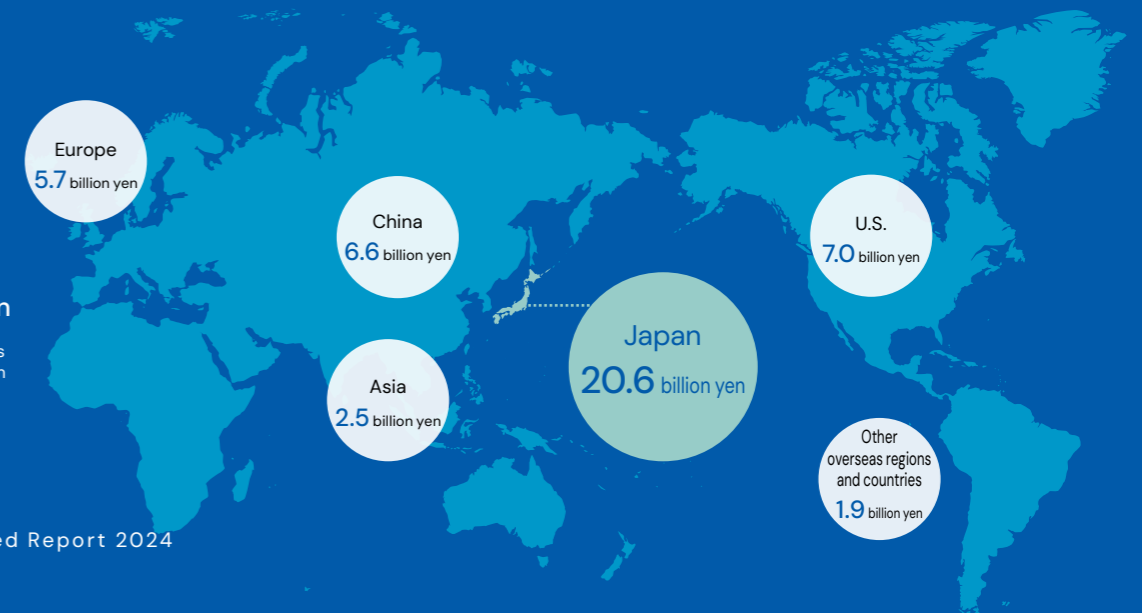 Europe
5.7 billion yen
China
6.6 billion yen
U.S.
7.0 billion yen
Japan
20.6 billion yen
Asia
2.5 billion yen
Other
overseas regions
and countries
1.9 billion yen
Report 2024